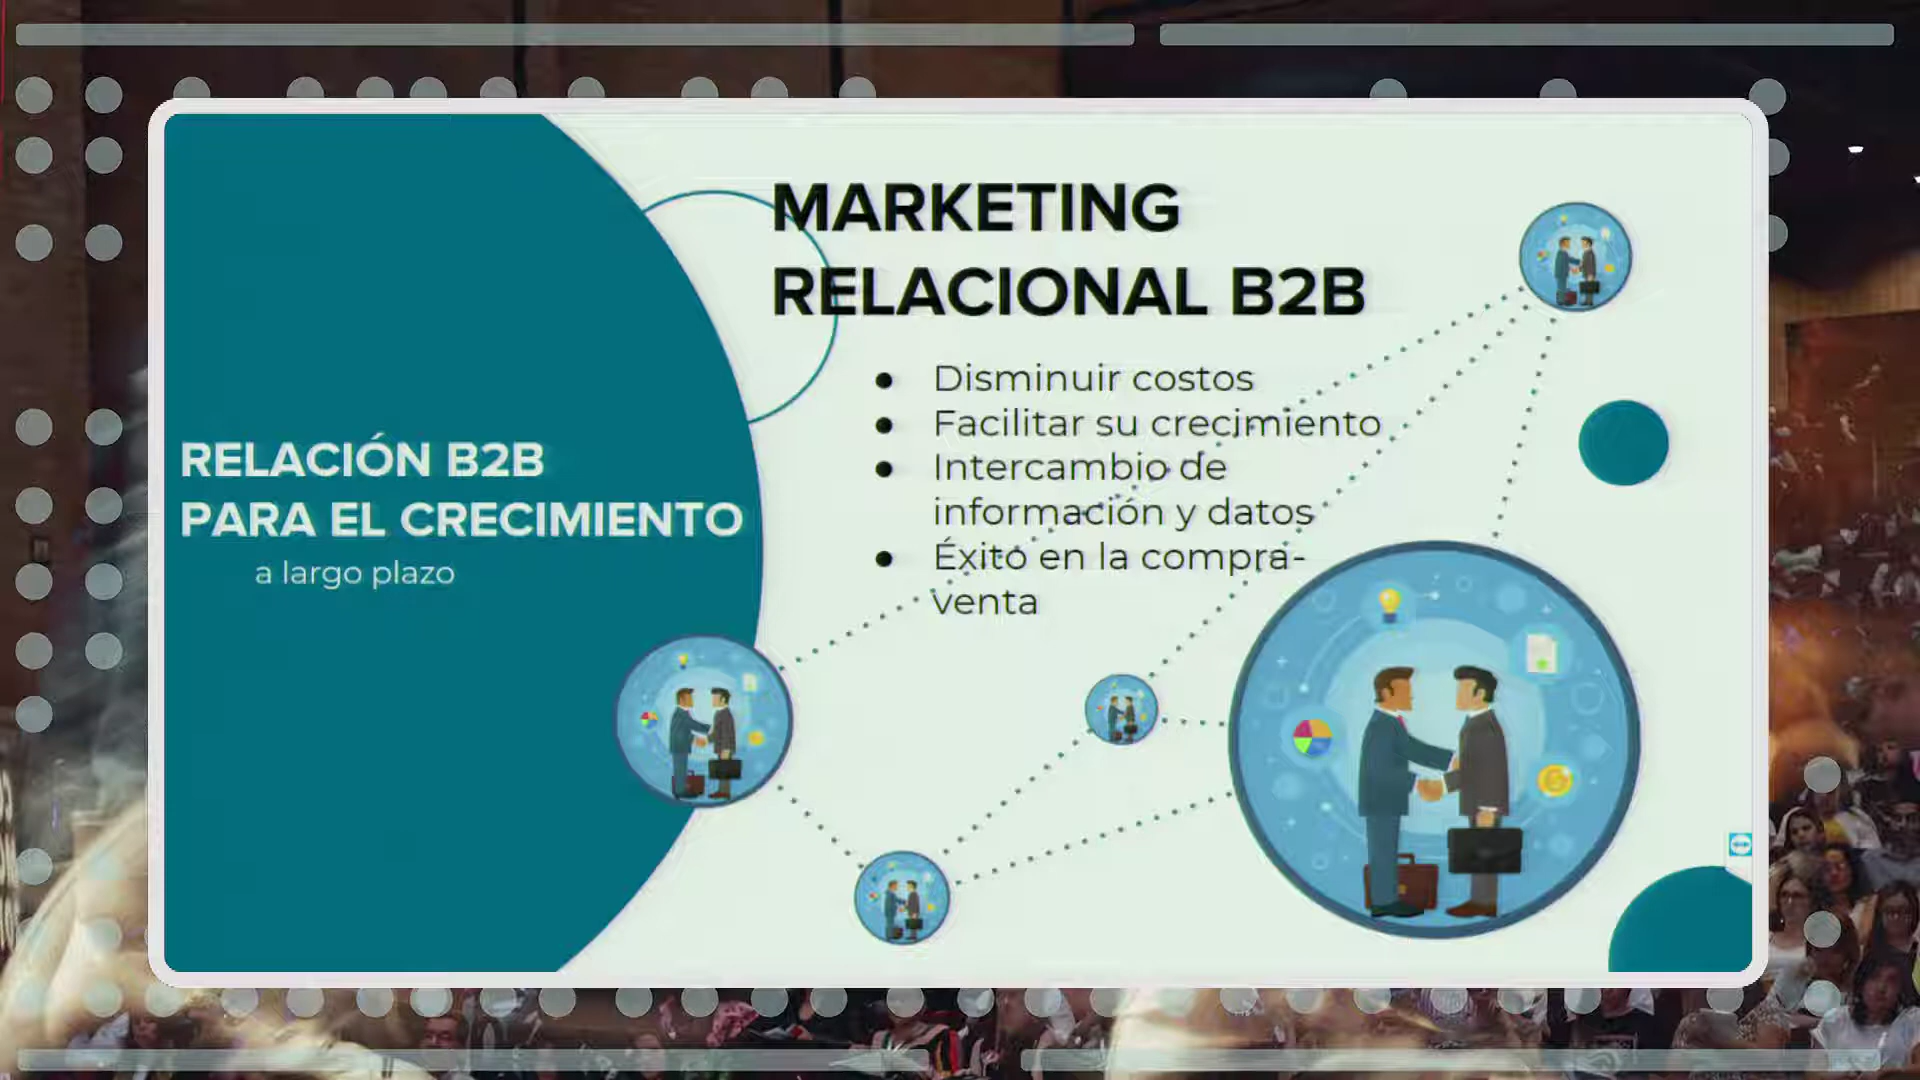 RELACIÓN B2B
PARA EL CRECIMIENTO
a largo plazo
MARKETING
RELACIONAL B2B
● Disminuir costos
● Facilitar su crecimiento
● Intercambio de
información y datos
● Éxito en la compra-
venta